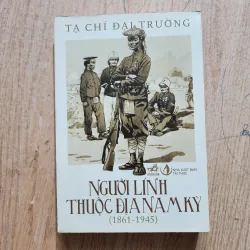 TẠ CHÍ ĐẠI TRƯỜNG
NGƯỜI LÍNH
THUỘC ĐỊA NAM KỲ
(1861-1945)